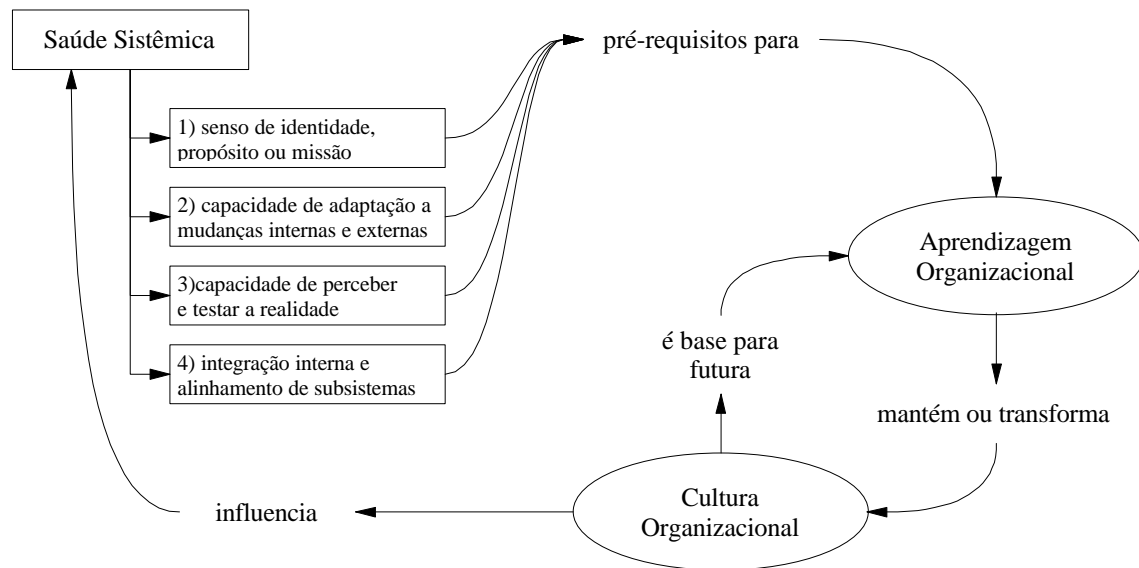 Saúde Sistêmica
pré-requisitos para
1) senso de identidade,
propósito ou missão
2) capacidade de adaptação a
mudanças internas e externas
3)capacidade de perceber
e testar a realidade
4) integração interna e
alinhamento de subsistemas
Aprendizagem
Organizacional
é base para
futura
mantém ou transforma
Cultura
Organizacional
influencia